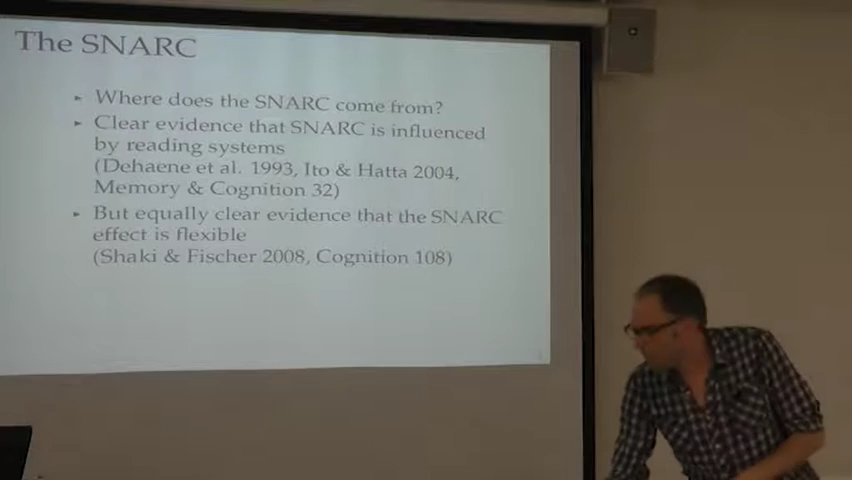 The SNARC
Where does the SNARC come from?
Clear evidence that SNARC is influenced
by reading systems
(Dehaene et al. 1993, Ito & Hatta 2004,
Memory & Cognition 32)
But equally clear evidence that the SNARC
effect is flexible
(Shaki & Fischer 2008, Cognition 108)